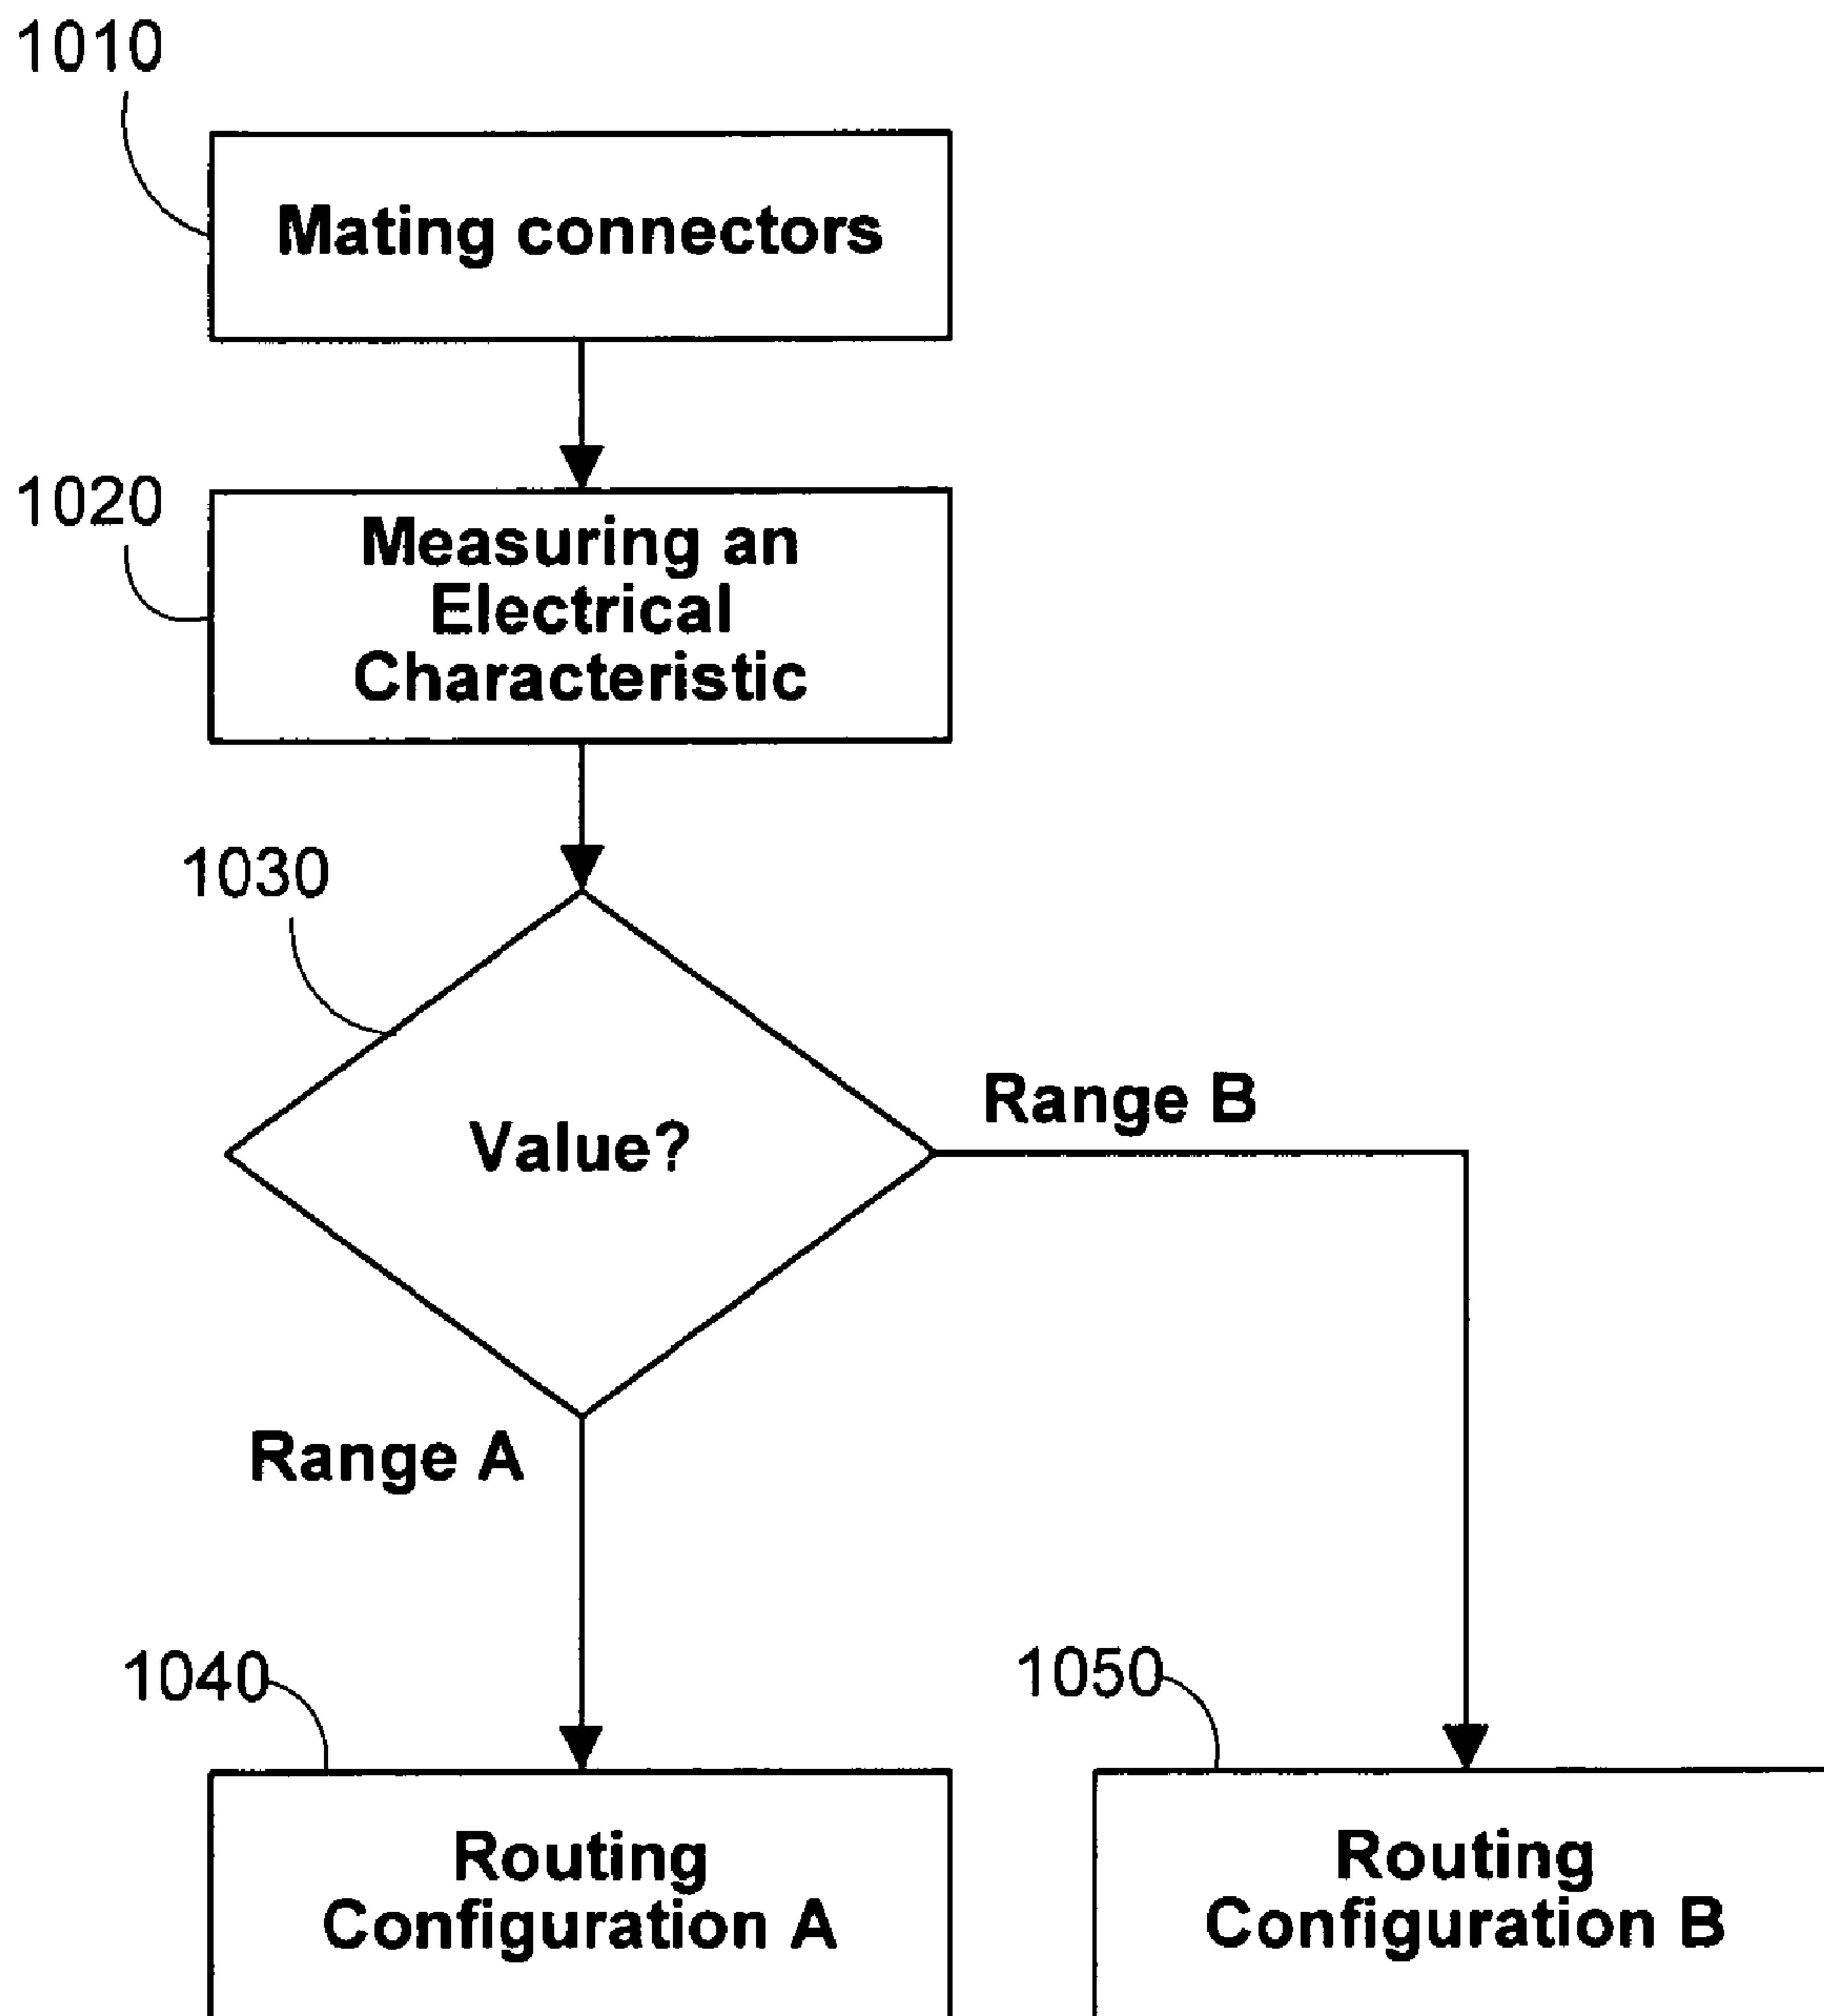 1010
Mating connectors
1020
Measuring an
Electrical
Characteristic
1030
Value?
Range B
Range A
1040
Routing
Configuration A
1050
Routing
Configuration B